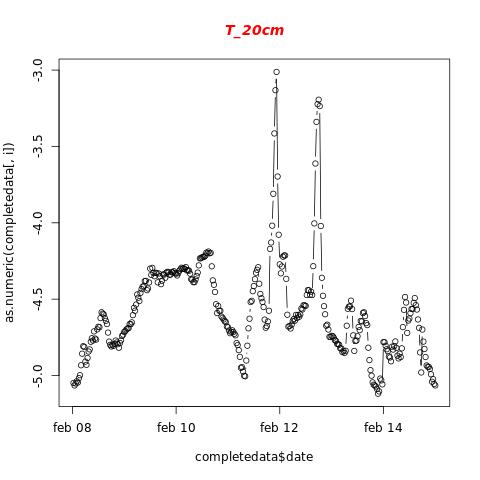 T_20cm
as.numeric(completedata[, i])
-3.0
-3.5
-4.0
-4.5
-5.0
feb 08
feb 10
feb 12
feb 14
completedata$date